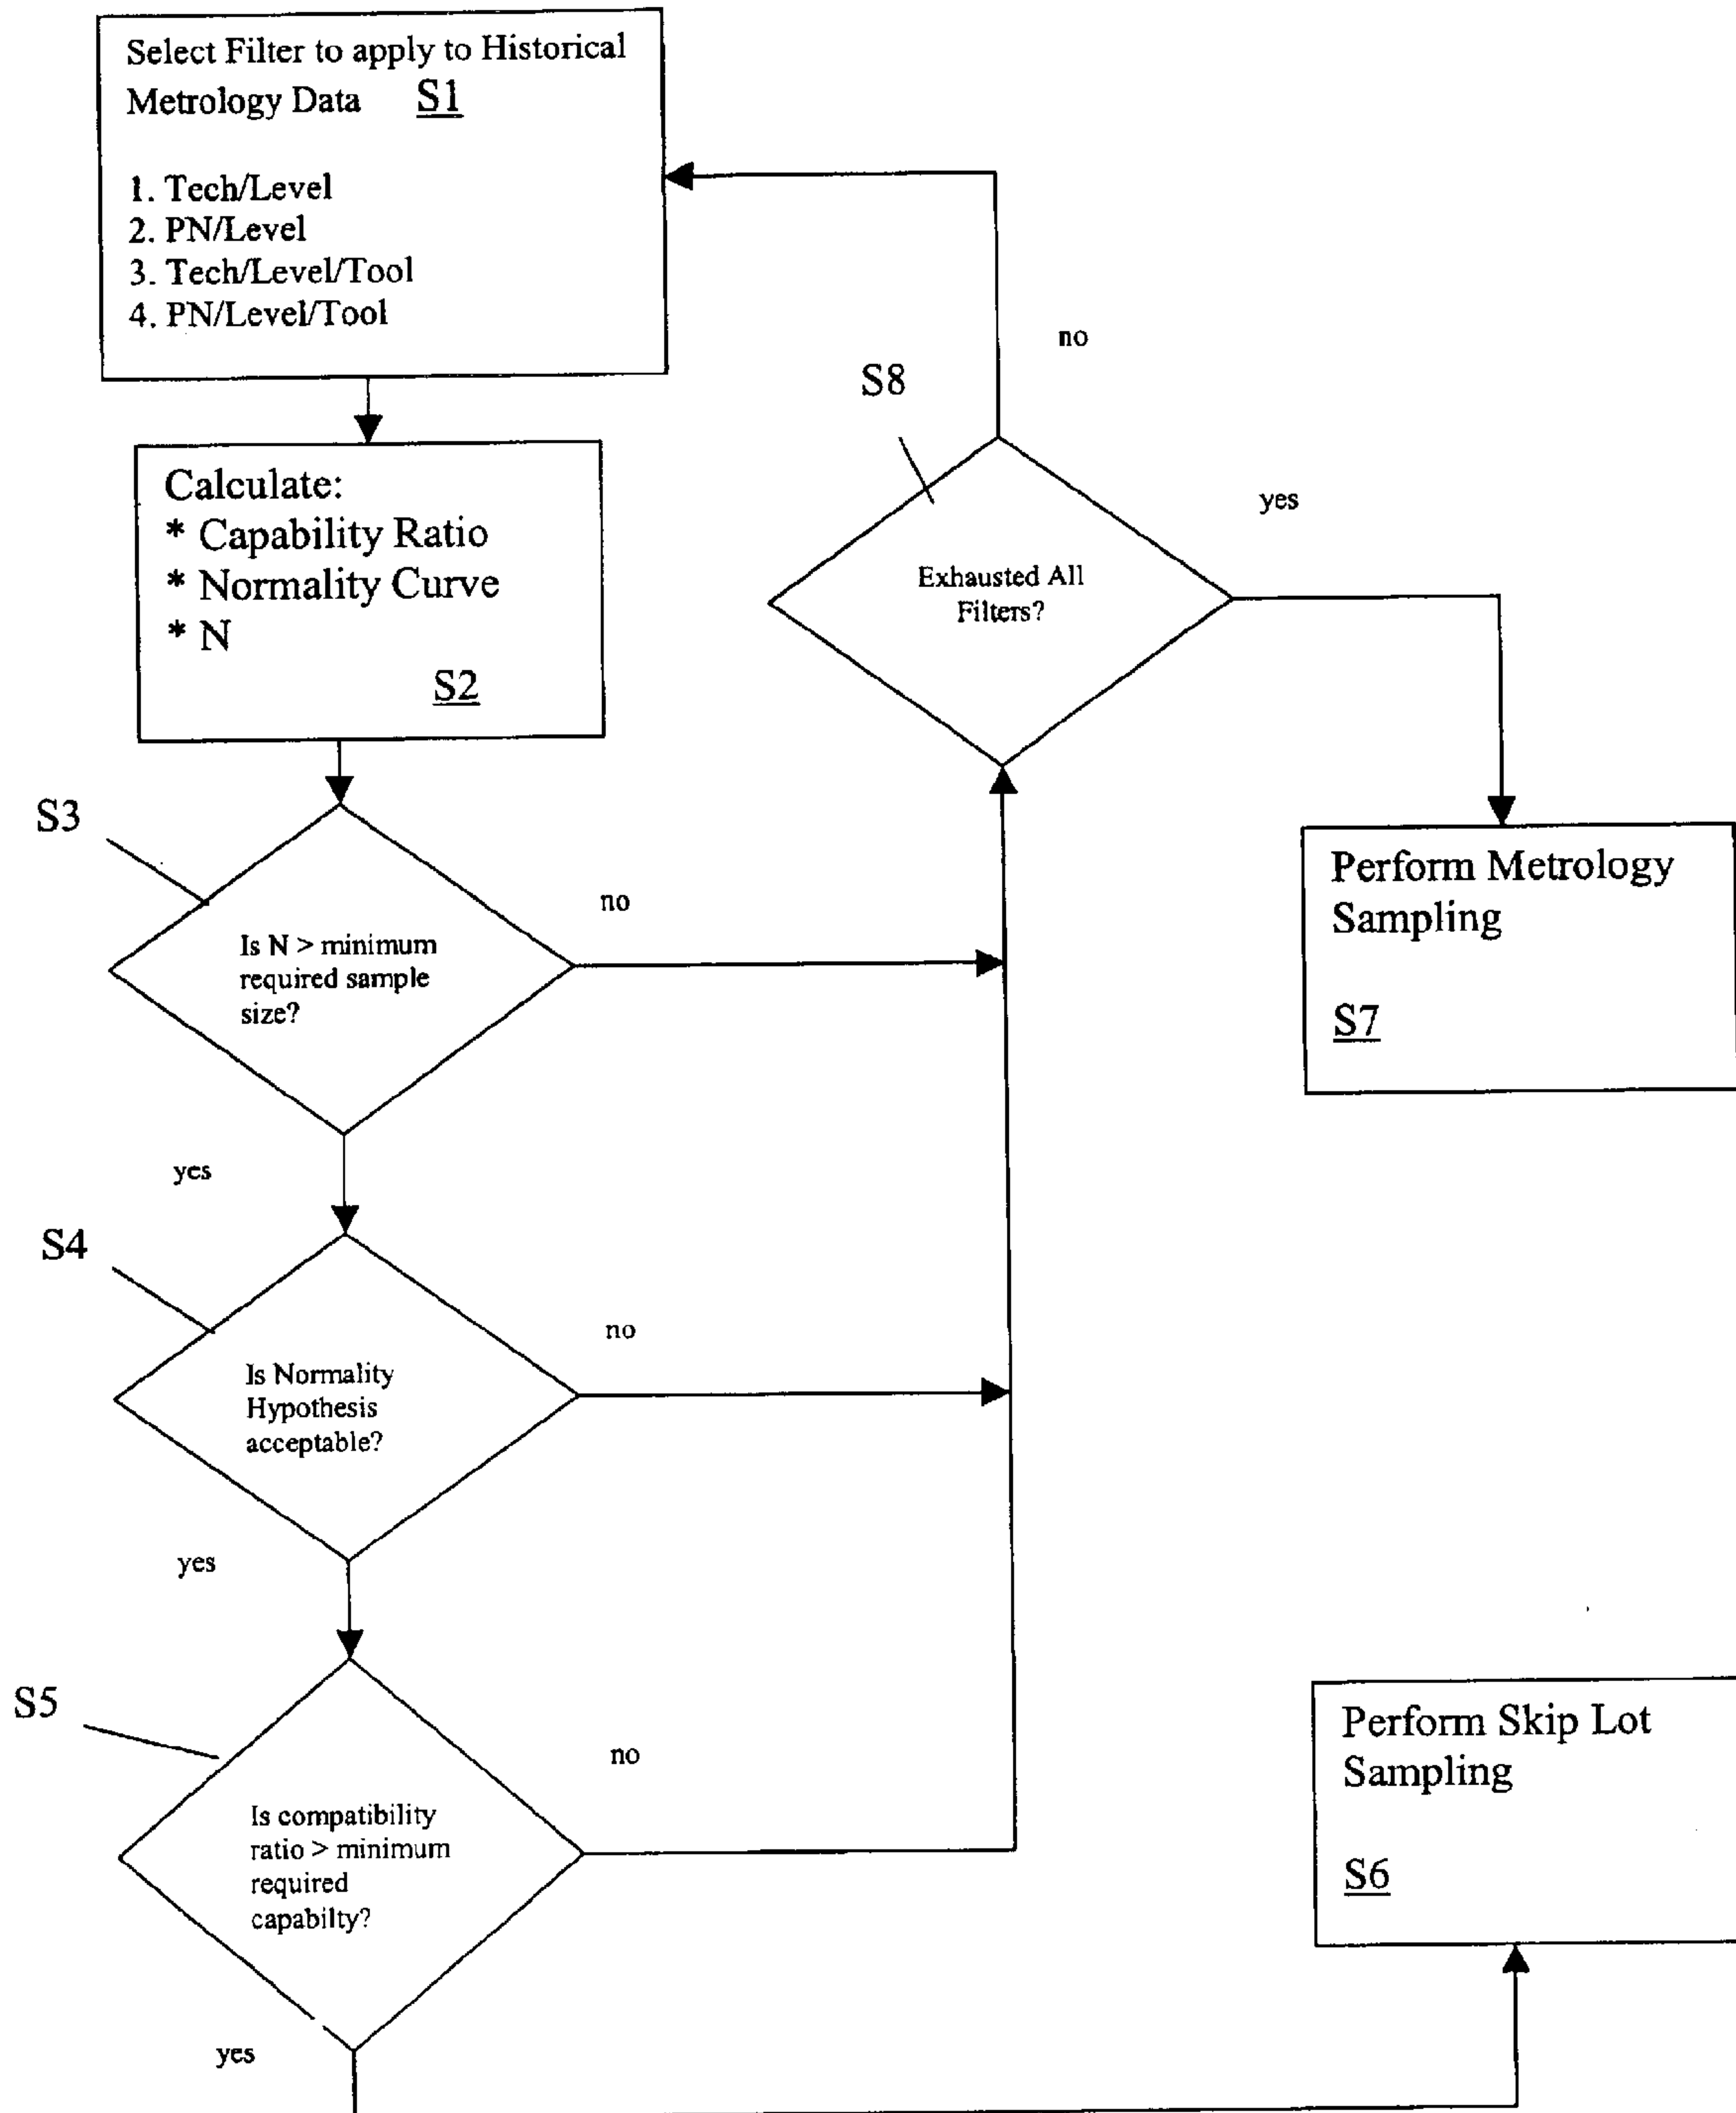 Select Filter to apply to Historical
Metrology Data S1
1. Tech/Level
2. PN/Level
3. Tech/Level/Tool
4. PN/Level/Tool
no
S8
Calculate:
* Capability Ratio
* Normality Curve
* N
S2
yes
Exhausted All
Filters?
S3
no
Is N > minimum
required sample
size?
Perform Metrology
Sampling
S7
yes
S4
no
Is Normality
Hypothesis
acceptable?
yes
S5
no
Is compatibility
ratio > minimum
required
capabilty?
Perform Skip Lot
Sampling
S6
yes